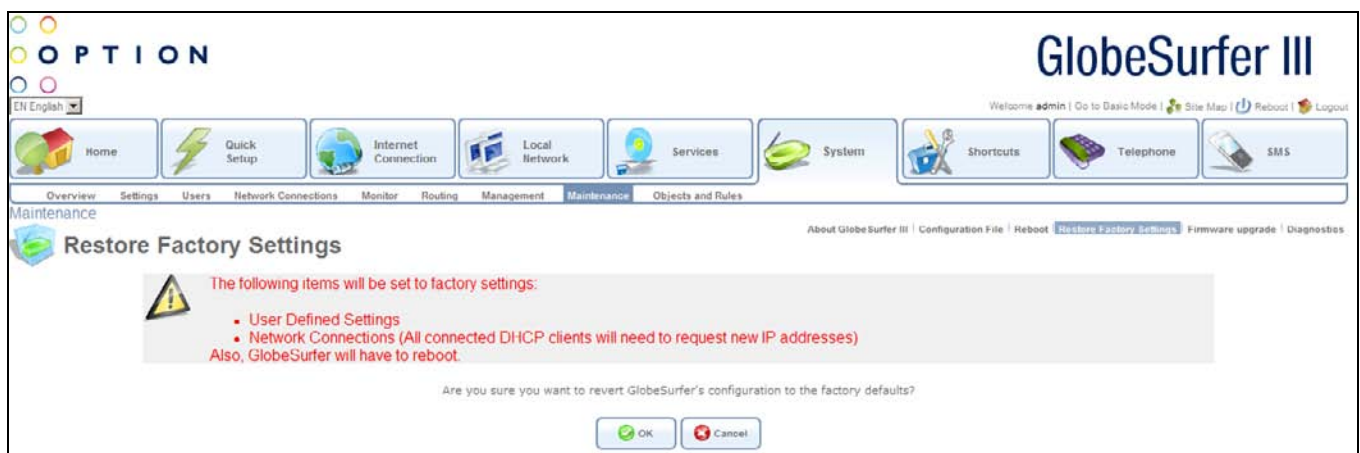 OPTION
GlobeSurfer III
EN English
Welcome admin | Go to Basic Mode | Site Map | Reboot | Logout
Home
Quick Setup
Internet Connection
Local Network
Services
System
Shortcuts
Telephone
SMS
Overview Settings Users Network Connections Monitor Routing Management Maintenance Objects and Rules
Maintenance
About GlobeSurfer III | Configuration File | Reboot | Restore Factory Settings | Firmware upgrade | Diagnostics
Restore Factory Settings
The following items will be set to factory settings:
• User Defined Settings
• Network Connections (All connected DHCP clients will need to request new IP addresses)
Also, GlobeSurfer will have to reboot.
Are you sure you want to revert GlobeSurfer's configuration to the factory defaults?
OK Cancel